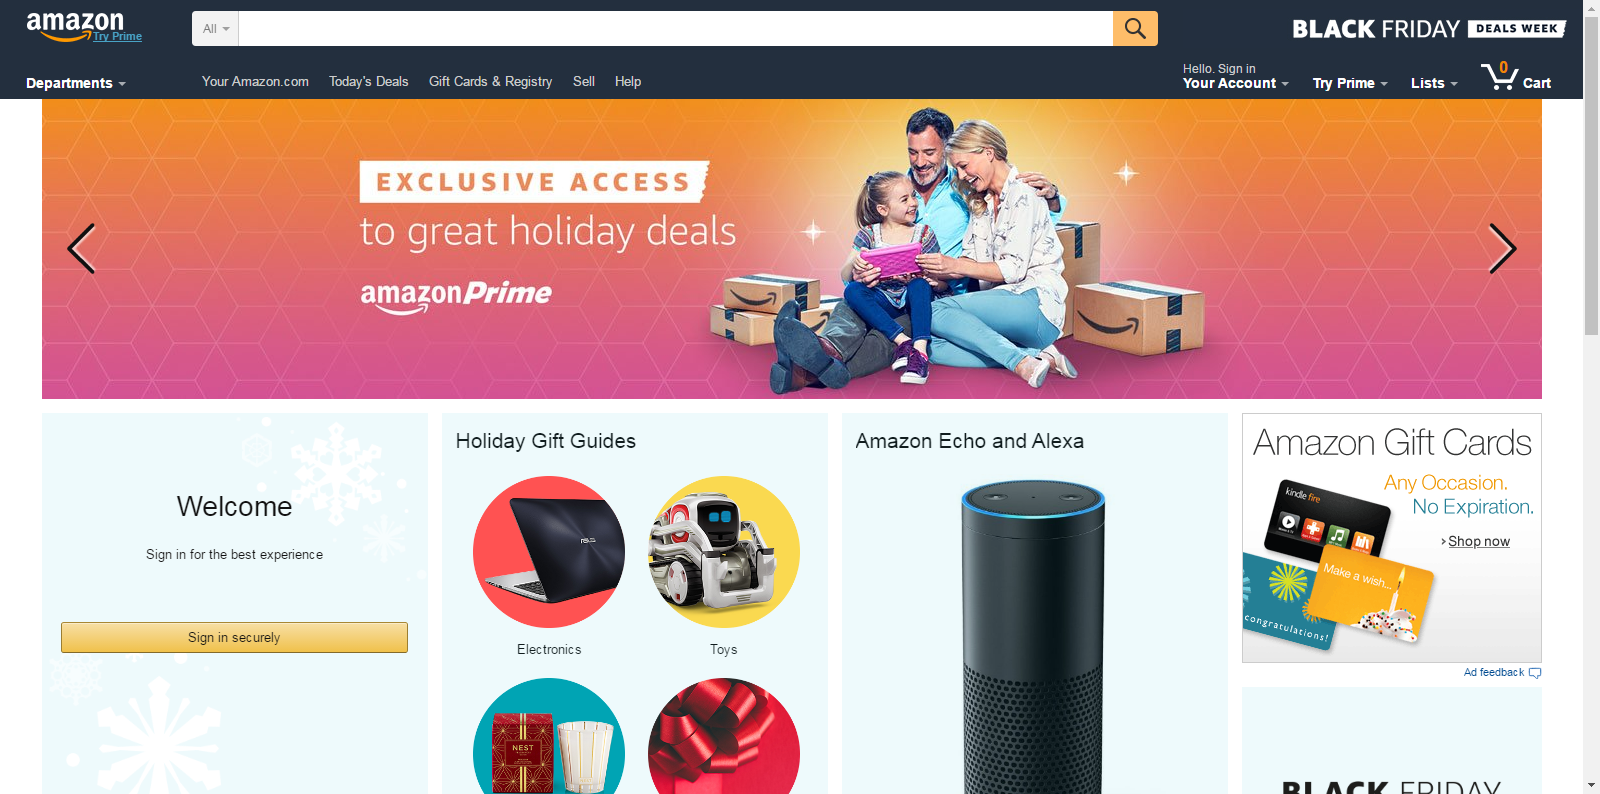 amazon
Try Prime
All
BLACK FRIDAY DEALS WEEK
Departments
Your Amazon.com
Today's Deals
Gift Cards & Registry
Sell
Help
Hello. Sign in
Your Account
Try Prime
Lists
0
Cart
EXCLUSIVE ACCESS
to great holiday deals
amazonPrime
Welcome
Sign in for the best experience
Sign in securely
Holiday Gift Guides
ASUS
Electronics
Toys
NEST
Amazon Echo and Alexa
Amazon Gift Cards
Any Occasion.
No Expiration.
Shop now
kindle fire
Make a wish...
congratulations!
Ad feedback
BLACK FRIDAY